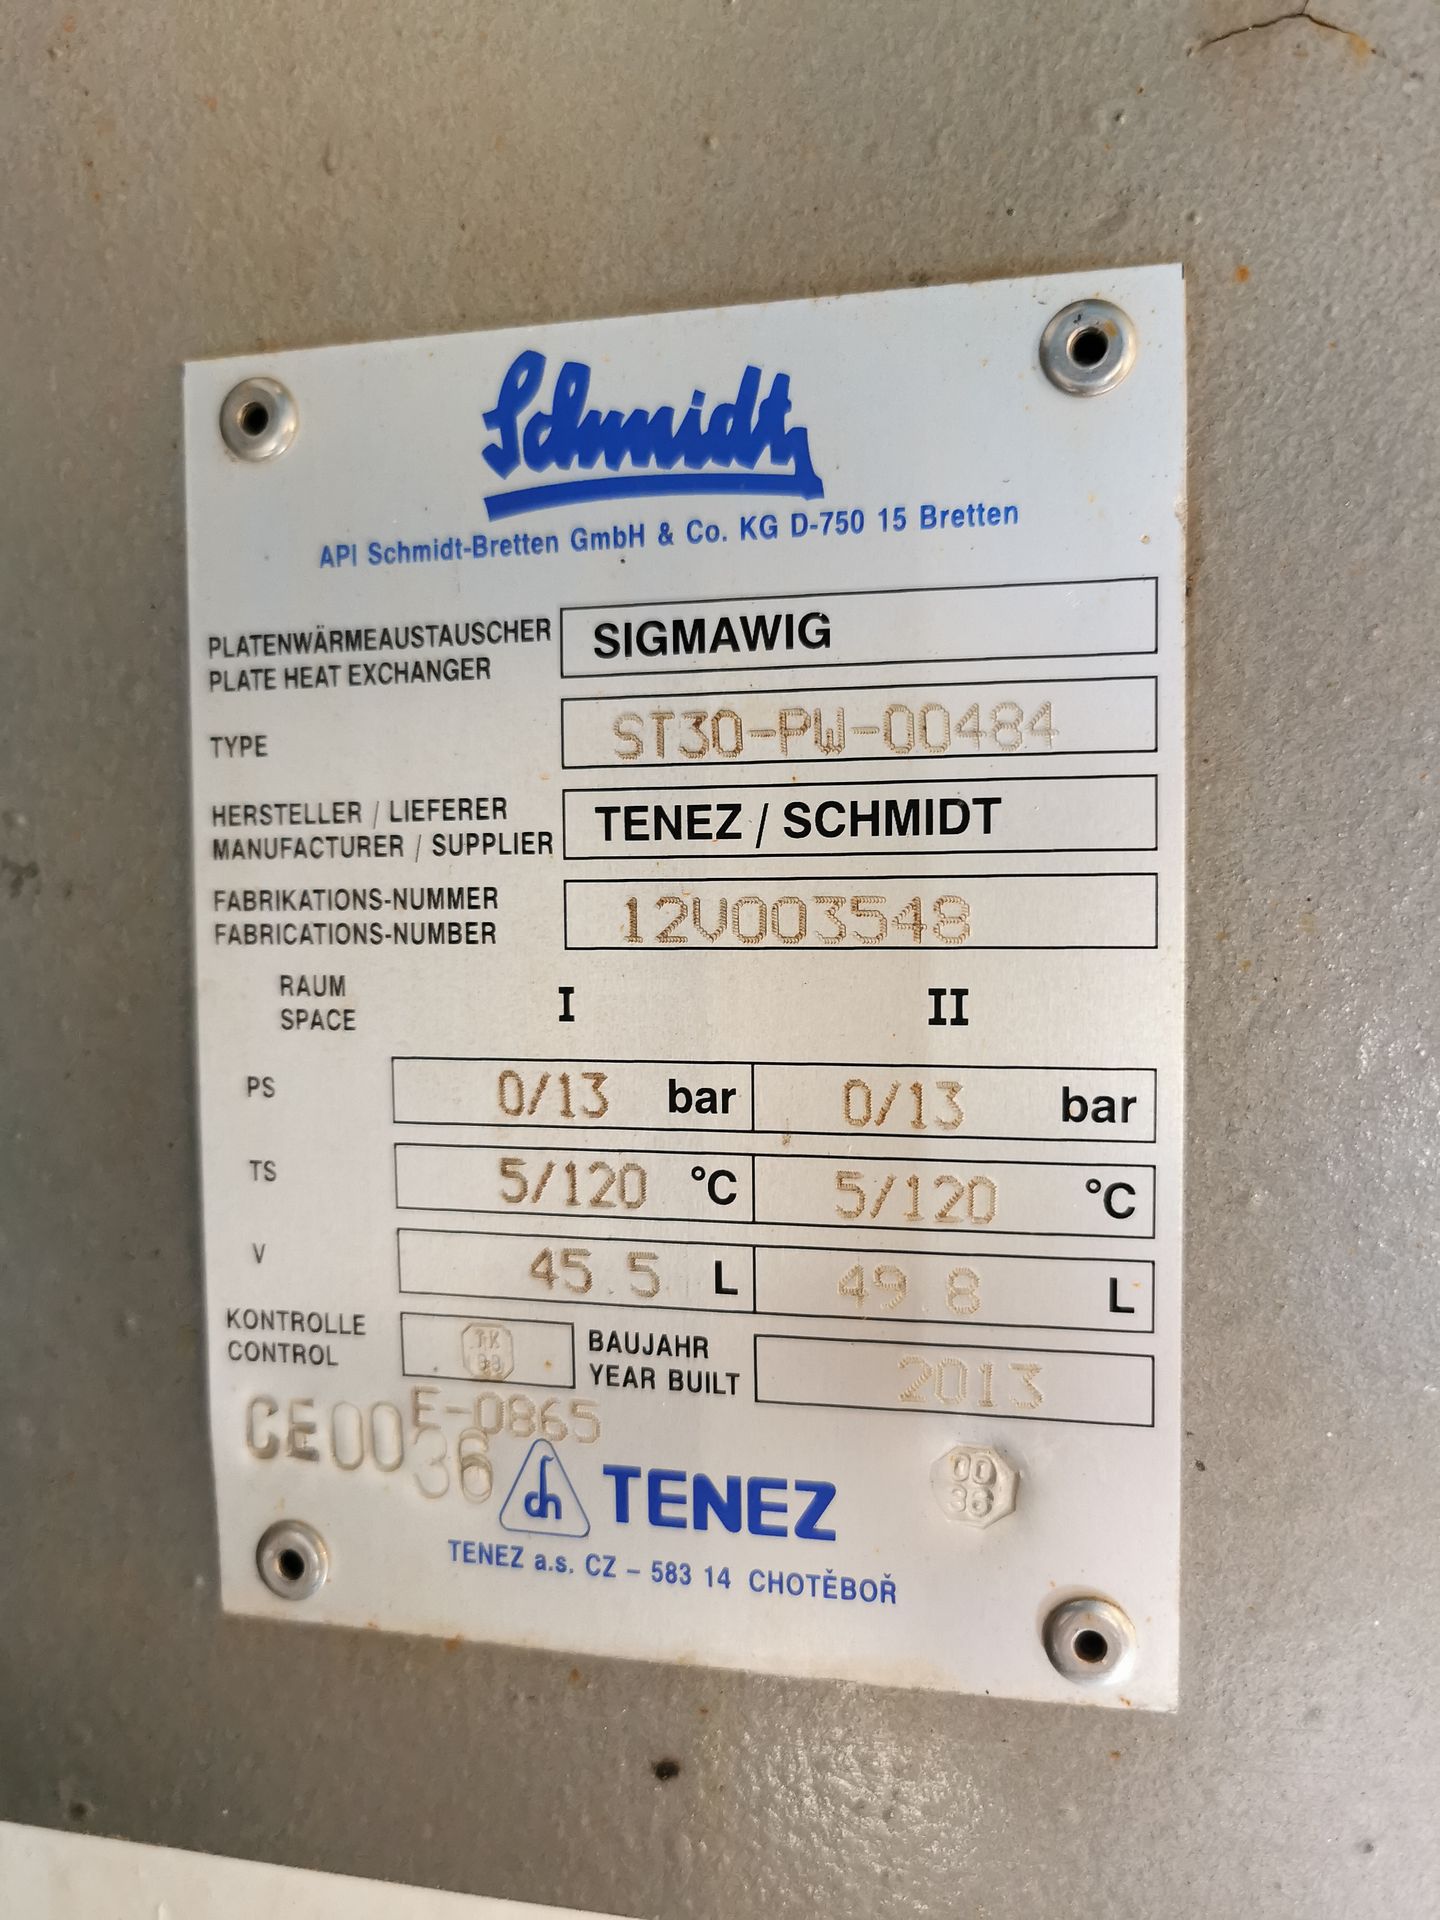 Schmidt
API Schmidt-Bretten GmbH & Co. KG D-750 15 Bretten
PLATENWÄRMEAUSTAUSCHER
PLATE HEAT EXCHANGER
SIGMAWIG
TYPE
ST30-PW-00484
HERSTELLER / LIEFERER
MANUFACTURER / SUPPLIER
TENEZ / SCHMIDT
FABRIKATIONS-NUMMER
FABRICATIONS-NUMBER
12V003548
RAUM
SPACE
I II
PS 0/13 bar 0/13 bar
TS 5/120 °C 5/120 °C
V 45 5 L 49 8 L
KONTROLLE
CONTROL
BAUJAHR
YEAR BUILT
2013
E-0865
CE0036
00
36
TENEZ
TENEZ a.s. CZ – 583 14 CHOTĚBOŘ